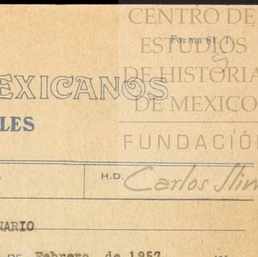 CENTRO DE
Forma St. 1
ESTUDIOS
DE HISTORIA
EXICANOS
DE MEXICO
LES
FUNDACIÓN
H.D.
Carlos Slim
NARIO
DE Febrero de 1957